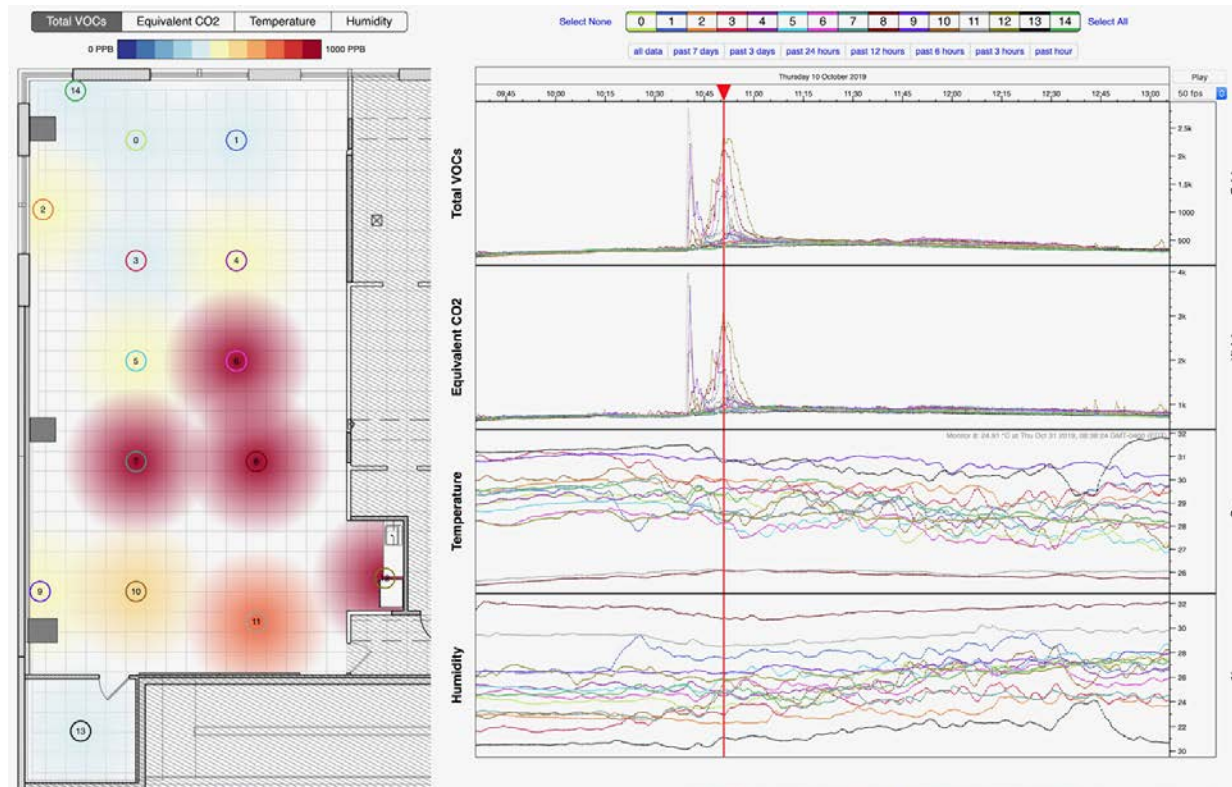 Total VOCs Equivalent CO2 Temperature Humidity
0 PPB 1000 PPB
14
0 1
2
3 4
5 6
7 8
9 10 11
13
Select None 0 1 2 3 4 5 6 7 8 9 10 11 12 13 14 Select All
all data past 7 days past 3 days past 24 hours past 12 hours past 6 hours past 3 hours past hour
Thursday 10 October 2019 Play
09:45 10:00 10:15 10:30 10:45 11:00 11:15 11:30 11:45 12:00 12:15 12:30 12:45 13:00 50 fps
Total VOCs
2.5k
2k
1.5k
1000
500
Equivalent CO2
4k
3k
2k
1k
Temperature
32
31
30
29
28
27
26
Humidity
32
30
28
26
24
22
20